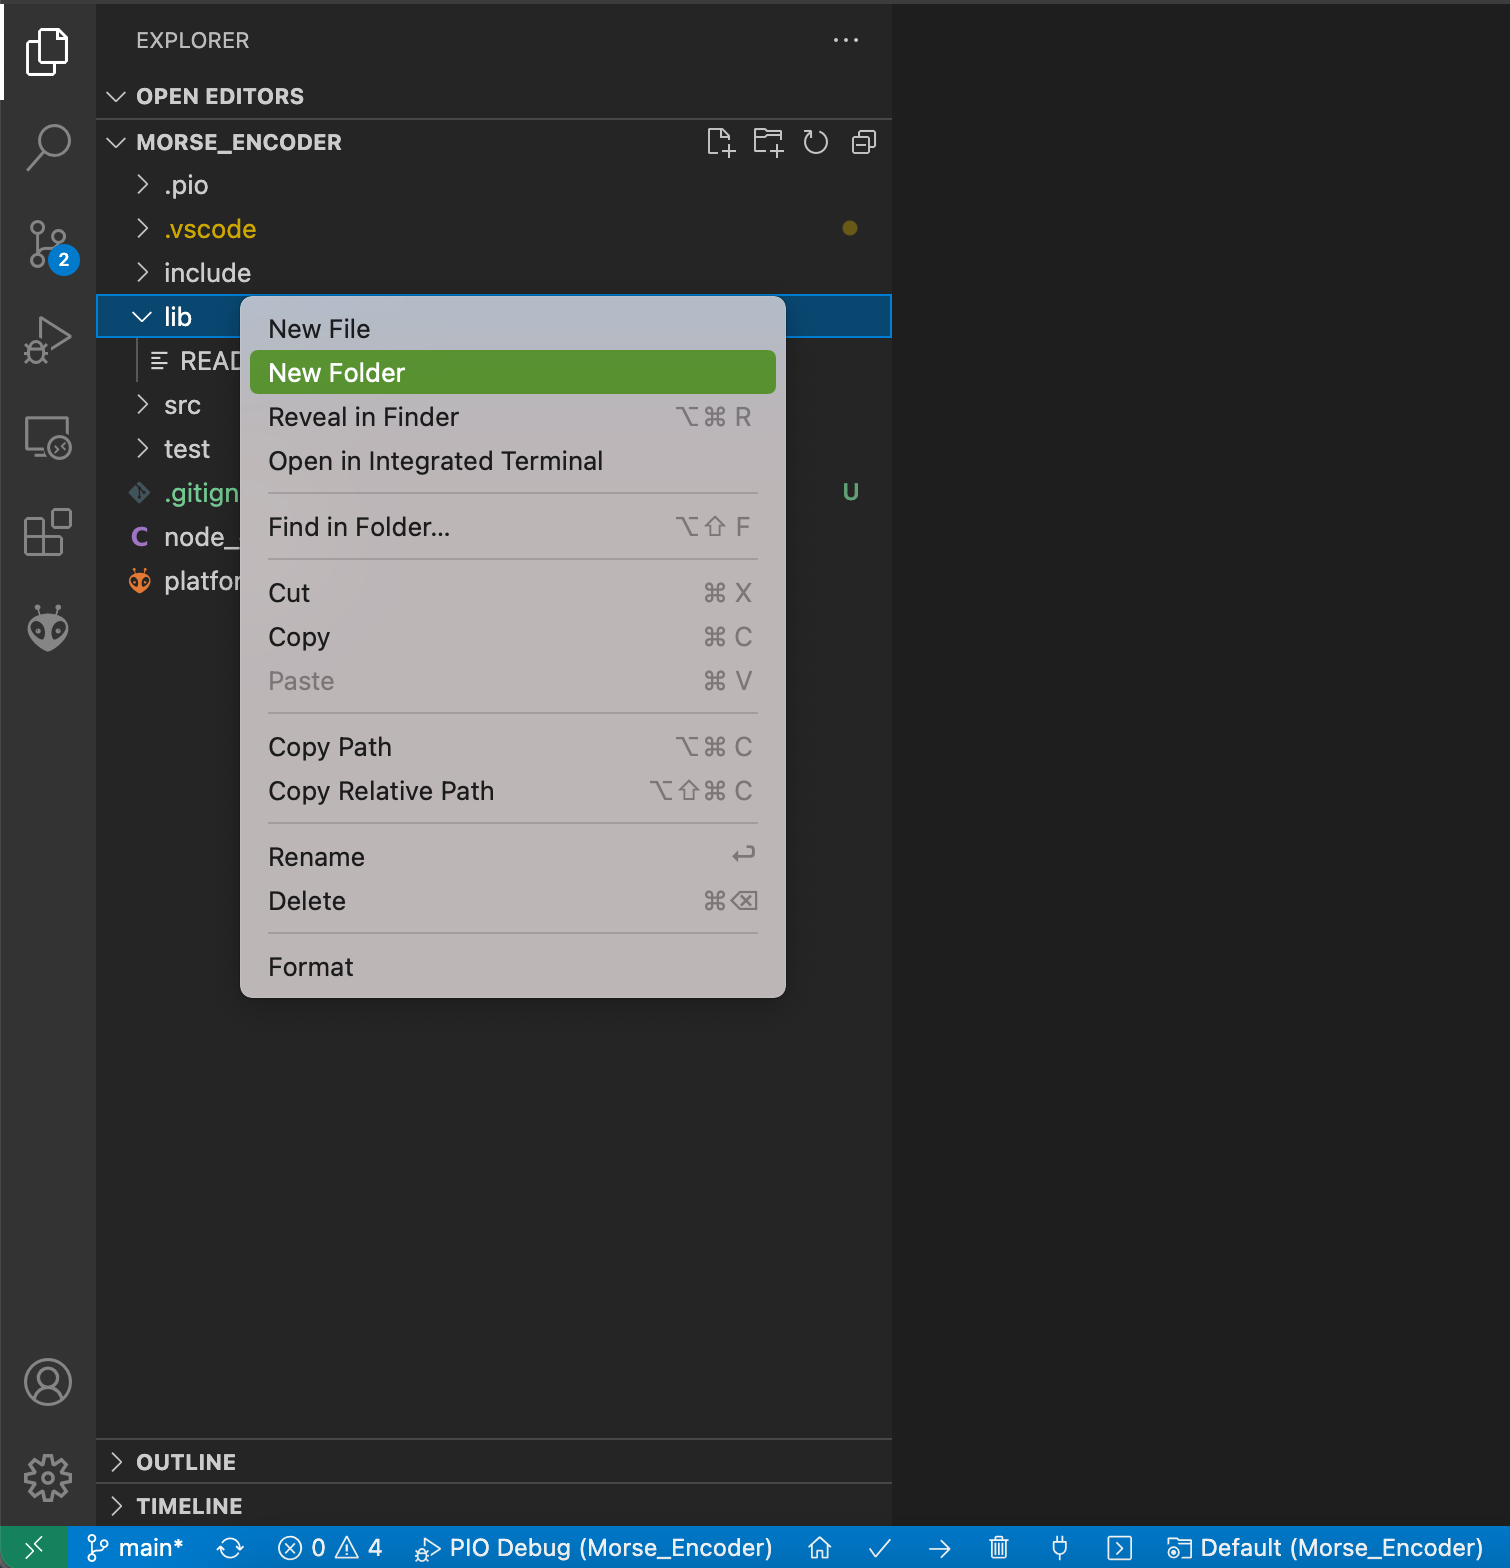 EXPLORER
OPEN EDITORS
MORSE_ENCODER
.pio
.vscode
include
lib
READ
src
test
.gitign
U
node_
platfor
2
New File
New Folder
Reveal in Finder ⌥⌘ R
Open in Integrated Terminal
Find in Folder... ⌥⇧ F
Cut ⌘ X
Copy ⌘ C
Paste ⌘ V
Copy Path ⌥⌘ C
Copy Relative Path ⌥⇧⌘ C
Rename ↩
Delete ⌘⌫
Format
OUTLINE
TIMELINE
main* 0 4 PIO Debug (Morse_Encoder) Default (Morse_Encoder)